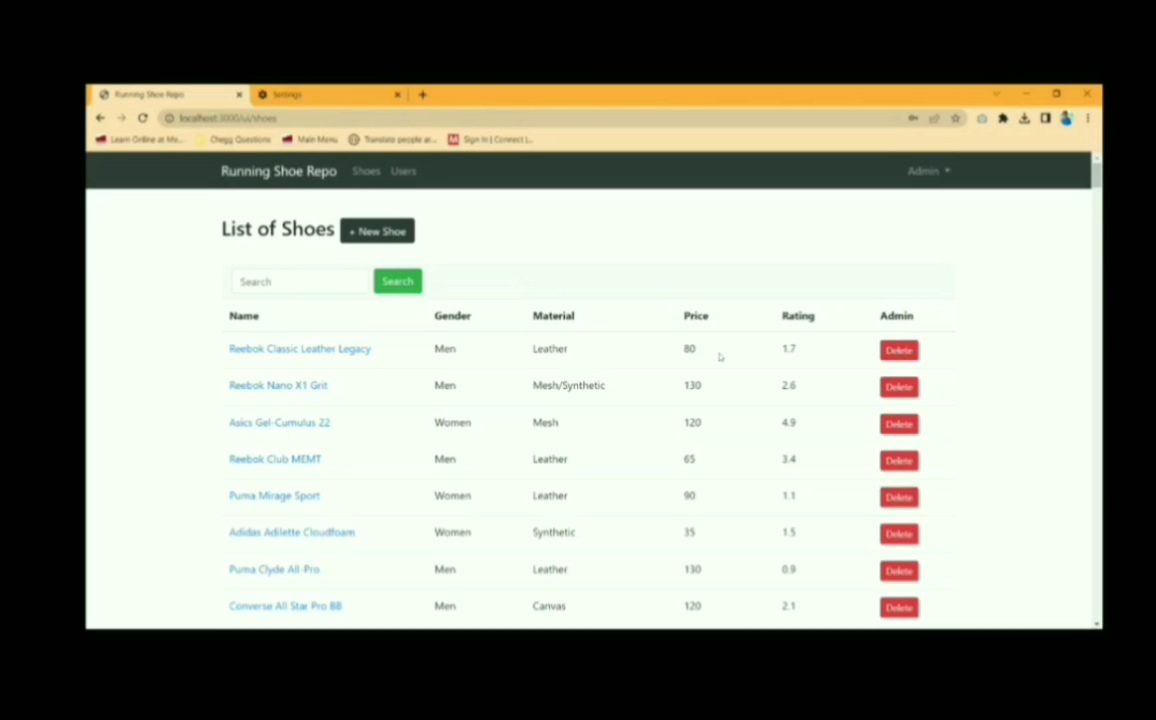 Running Shoe Repo Settings
localhost:3000/ui/shoes
Learn Online at Mo... Chegg Questions Main Menu Translate people ar... Sign In | Connect L...
Running Shoe Repo Shoes Users Admin
List of Shoes + New Shoe
Search Search
Name Gender Material Price Rating Admin
Reebok Classic Leather Legacy Men Leather 80 1.7 Delete
Reebok Nano X1 Grit Men Mesh/Synthetic 130 2.6 Delete
Asics Gel-Cumulus 22 Women Mesh 120 4.9 Delete
Reebok Club MEMT Men Leather 65 3.4 Delete
Puma Mirage Sport Women Leather 90 1.1 Delete
Adidas Adilette Cloudfoam Women Synthetic 35 1.5 Delete
Puma Clyde All-Pro Men Leather 130 0.9 Delete
Converse All Star Pro BB Men Canvas 120 2.1 Delete